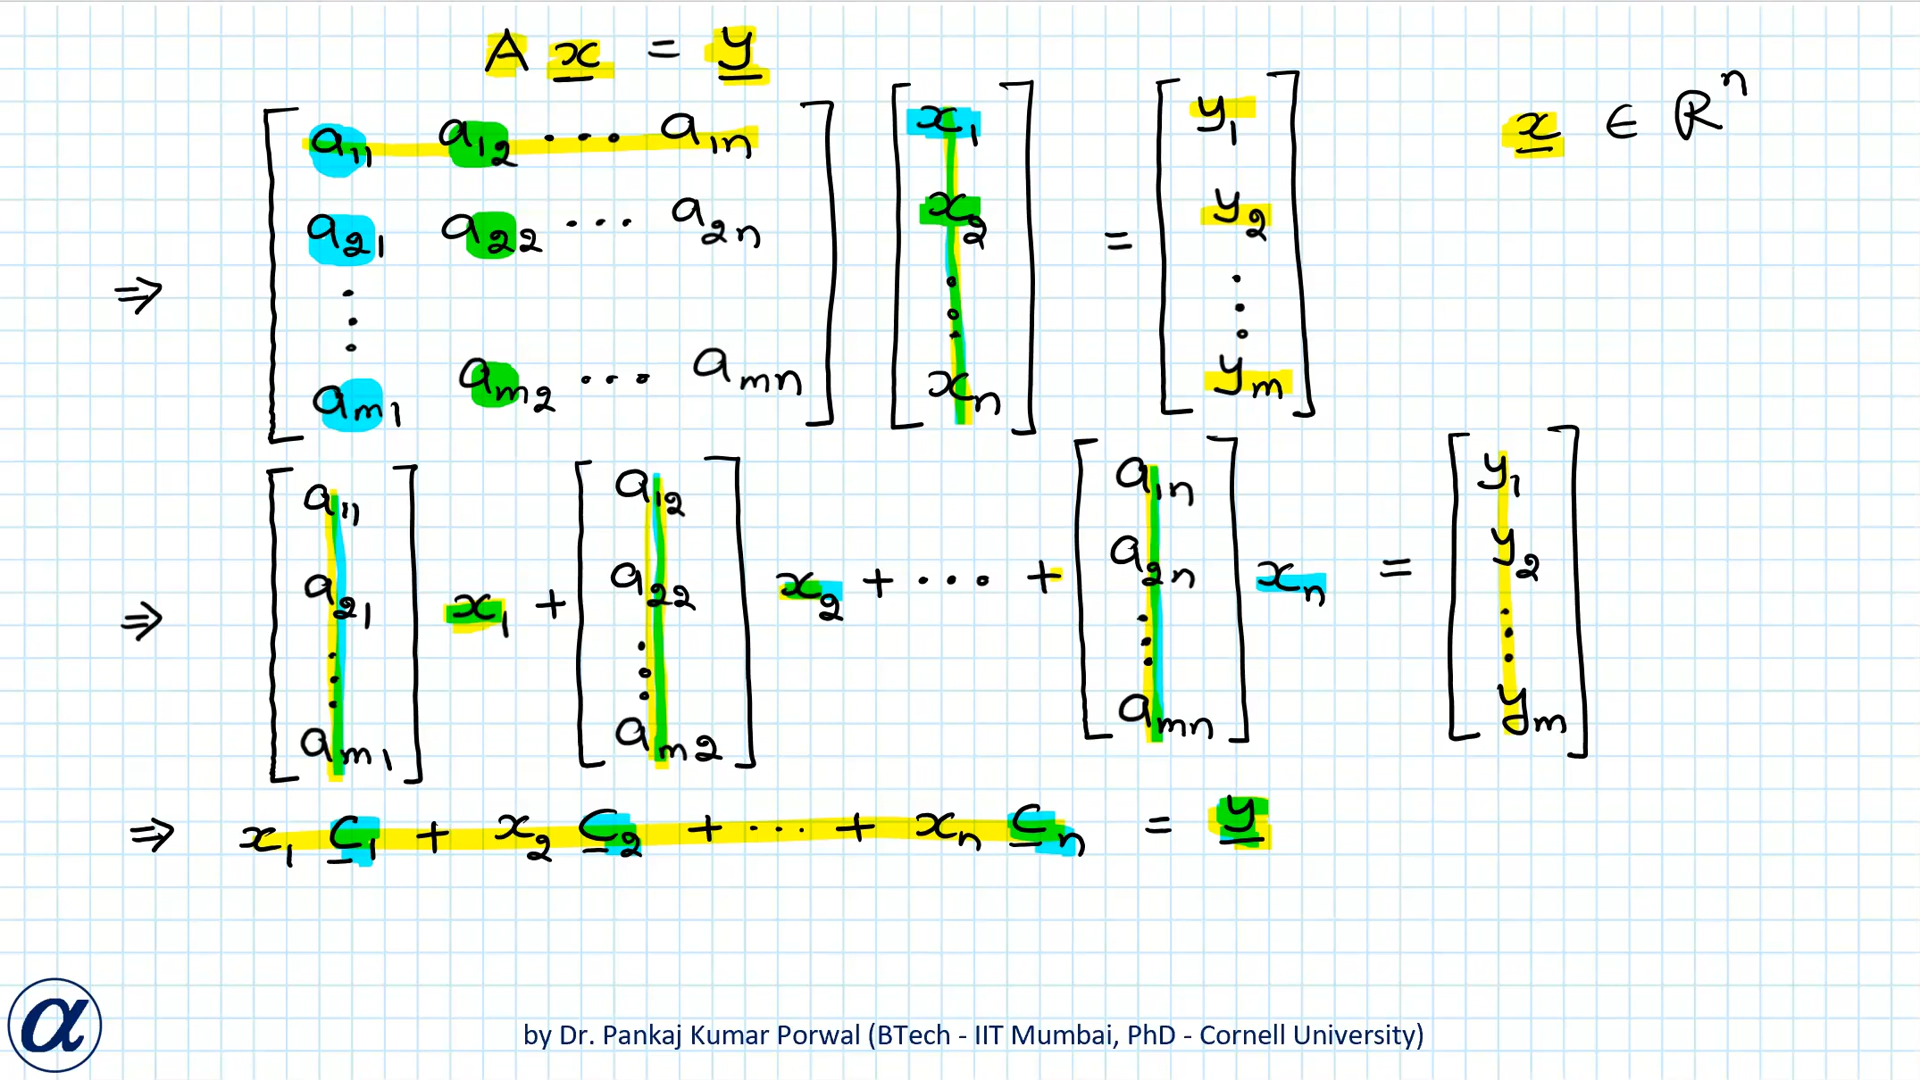 A x = y
x ∈ ℝⁿ
⇒ [ a₁₁ a₁₂ ··· a₁ₙ ] [ x₁ ] = [ y₁ ]
[ a₂₁ a₂₂ ··· a₂ₙ ] [ x₂ ] [ y₂ ]
[ ⋮ ] [ ⋮ ] [ ⋮ ]
[ aₘ₁ aₘ₂ ··· aₘₙ ] [ xₙ ] [ yₘ ]
⇒ [ a₁₁ ] x₁ + [ a₁₂ ] x₂ + ··· + [ a₁ₙ ] xₙ = [ y₁ ]
[ a₂₁ ] [ a₂₂ ] [ a₂ₙ ] [ y₂ ]
[ ⋮ ] [ ⋮ ] [ ⋮ ] [ ⋮ ]
[ aₘ₁ ] [ aₘ₂ ] [ aₘₙ ] [ yₘ ]
⇒ x₁ c₁ + x₂ c₂ + ··· + xₙ cₙ = y
α
by Dr. Pankaj Kumar Porwal (BTech - IIT Mumbai, PhD - Cornell University)